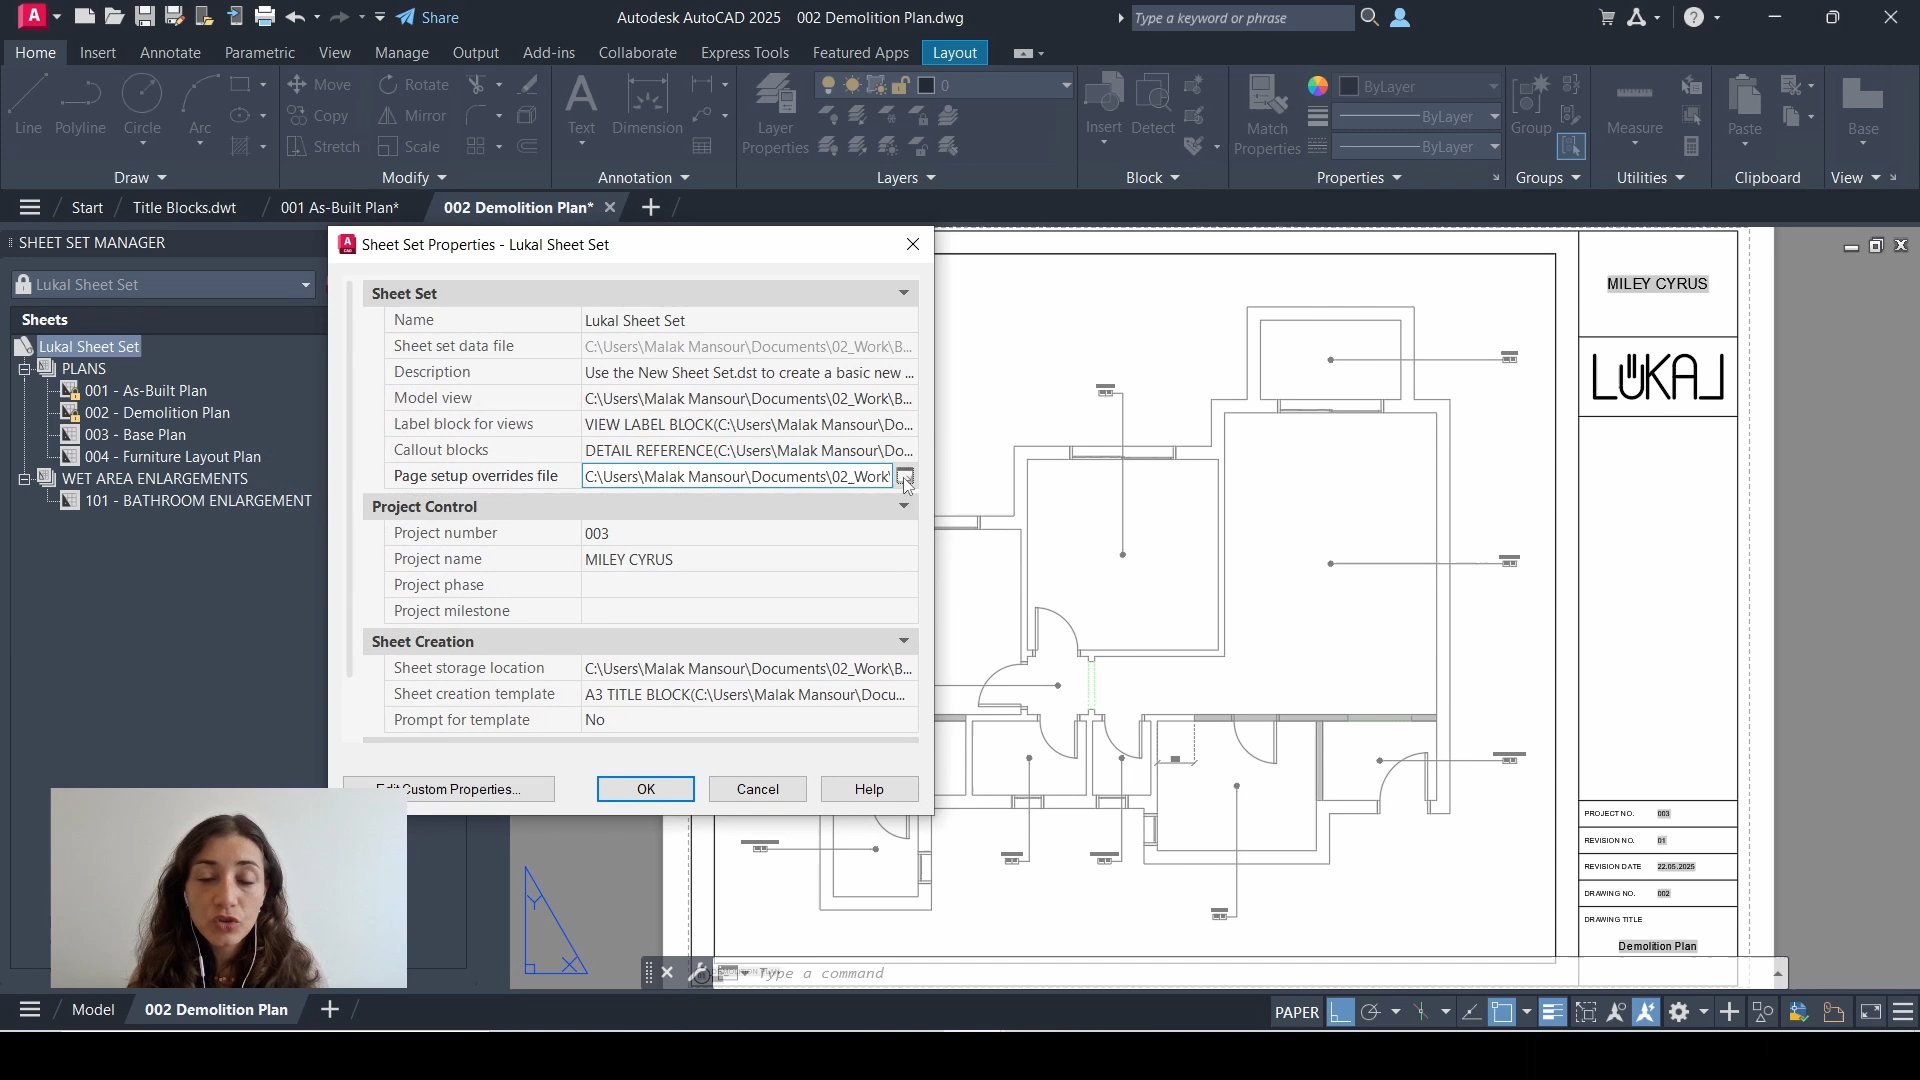 Share
Autodesk AutoCAD 2025 002 Demolition Plan.dwg
Type a keyword or phrase
Home Insert Annotate Parametric View Manage Output Add-ins Collaborate Express Tools Featured Apps Layout
Line Polyline Circle Arc
Move Rotate
Copy Mirror
Stretch Scale
Text Dimension
Layer Properties
0
Insert Detect
Match Properties
ByLayer
ByLayer
ByLayer
Group Measure Paste Base
Draw Modify Annotation Layers Block Properties Groups Utilities Clipboard View
Start Title Blocks.dwt 001 As-Built Plan* 002 Demolition Plan*
SHEET SET MANAGER
Lukal Sheet Set
Sheets
Lukal Sheet Set
PLANS
001 - As-Built Plan
002 - Demolition Plan
003 - Base Plan
004 - Furniture Layout Plan
WET AREA ENLARGEMENTS
101 - BATHROOM ENLARGEMENT
Sheet Set Properties - Lukal Sheet Set
Sheet Set
Name Lukal Sheet Set
Sheet set data file C:\Users\Malak Mansour\Documents\02_Work\B...
Description Use the New Sheet Set.dst to create a basic new ...
Model view C:\Users\Malak Mansour\Documents\02_Work\B...
Label block for views VIEW LABEL BLOCK(C:\Users\Malak Mansour\Do...
Callout blocks DETAIL REFERENCE(C:\Users\Malak Mansour\Do...
Page setup overrides file C:\Users\Malak Mansour\Documents\02_Work\
Project Control
Project number 003
Project name MILEY CYRUS
Project phase
Project milestone
Sheet Creation
Sheet storage location C:\Users\Malak Mansour\Documents\02_Work\B...
Sheet creation template A3 TITLE BLOCK(C:\Users\Malak Mansour\Docu...
Prompt for template No
Edit Custom Properties... OK Cancel Help
MILEY CYRUS
LÜKAL
PROJECT NO. 003
REVISION NO. 01
REVISION DATE 22.05.2025
DRAWING NO. 002
DRAWING TITLE
Demolition Plan
Y
X
Type a command
Model 002 Demolition Plan
PAPER